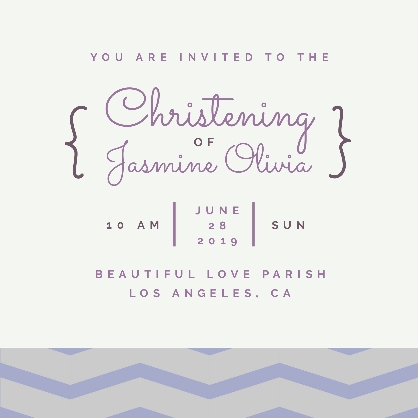 YOU ARE INVITED TO THE
Christening
OF
Jasmine Olivia
10 AM
JUNE
28
2019
SUN
BEAUTIFUL LOVE PARISH
LOS ANGELES, CA